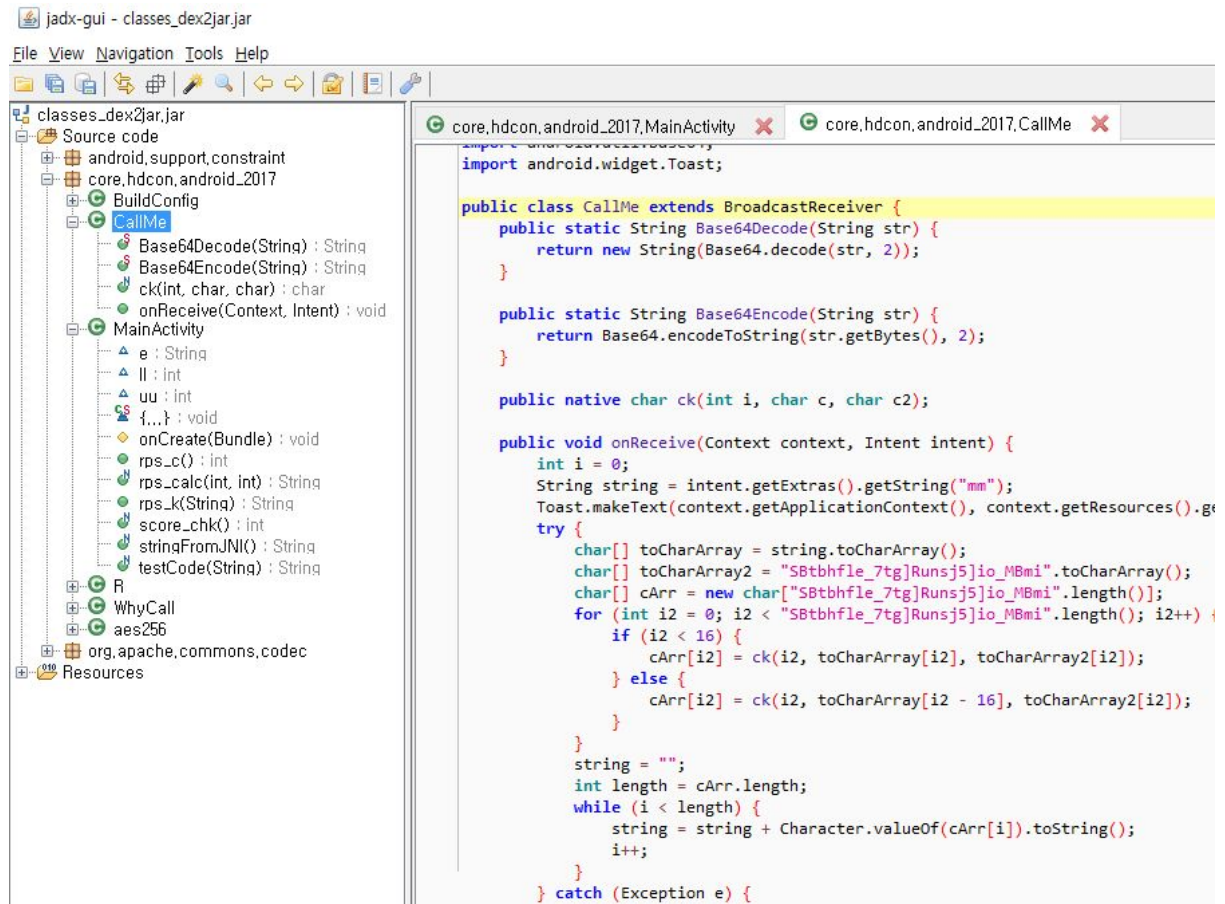 jadx-gui - classes_dex2jar.jar
File View Navigation Tools Help
classes_dex2jar.jar
Source code
android.support.constraint
core.hdcon.android_2017
BuildConfig
CallMe
Base64Decode(String) : String
Base64Encode(String) : String
ck(int, char, char) : char
onReceive(Context, Intent) : void
MainActivity
e : String
ll : int
uu : int
{...} : void
onCreate(Bundle) : void
rps_c() : int
rps_calc(int, int) : String
rps_k(String) : String
score_chk() : int
stringFromJNI() : String
testCode(String) : String
R
WhyCall
aes256
org.apache.commons.codec
Resources
core.hdcon.android_2017.MainActivity core.hdcon.android_2017.CallMe
import android.util.Base64;
import android.widget.Toast;
public class CallMe extends BroadcastReceiver {
public static String Base64Decode(String str) {
return new String(Base64.decode(str, 2));
}
public static String Base64Encode(String str) {
return Base64.encodeToString(str.getBytes(), 2);
}
public native char ck(int i, char c, char c2);
public void onReceive(Context context, Intent intent) {
int i = 0;
String string = intent.getExtras().getString("mm");
Toast.makeText(context.getApplicationContext(), context.getResources().ge
try {
char[] toCharArray = string.toCharArray();
char[] toCharArray2 = "SBtbhfle_7tg]Runsj5]io_MBmi".toCharArray();
char[] cArr = new char["SBtbhfle_7tg]Runsj5]io_MBmi".length()];
for (int i2 = 0; i2 < "SBtbhfle_7tg]Runsj5]io_MBmi".length(); i2++) {
if (i2 < 16) {
cArr[i2] = ck(i2, toCharArray[i2], toCharArray2[i2]);
} else {
cArr[i2] = ck(i2, toCharArray[i2 - 16], toCharArray2[i2]);
}
}
string = "";
int length = cArr.length;
while (i < length) {
string = string + Character.valueOf(cArr[i]).toString();
i++;
}
} catch (Exception e) {